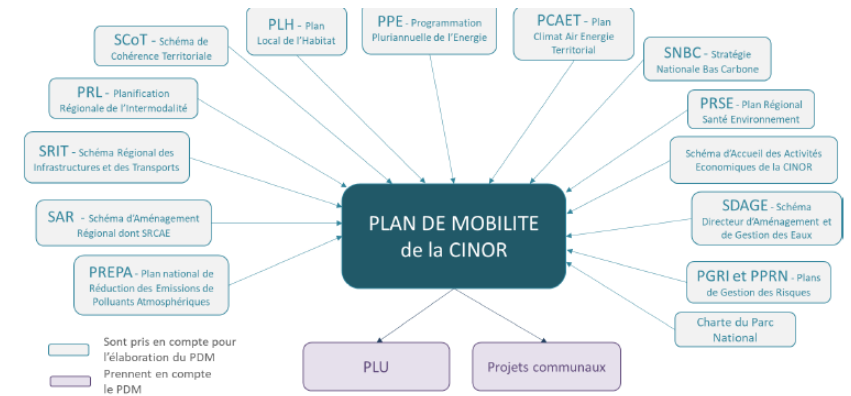 PLH - Plan
Local de l'Habitat
PPE - Programmation
Pluriannuelle de l'Energie
PCAET - Plan
Climat Air Energie
Territorial
SCoT - Schéma de
Cohérence Territoriale
SNBC - Stratégie
Nationale Bas Carbone
PRL - Planification
Régionale de l'Intermodalité
PRSE - Plan Régional
Santé Environnement
SRIT - Schéma Régional des
Infrastructures et des Transports
Schéma d'Accueil des Activités
Economiques de la CINOR
SAR - Schéma d'Aménagement
Régional dont SRCAE
PLAN DE MOBILITE
de la CINOR
SDAGE - Schéma
Directeur d'Aménagement et
de Gestion des Eaux
PREPA - Plan national de
Réduction des Emissions de
Polluants Atmosphériques
PGRI et PPRN - Plans
de Gestion des Risques
Charte du Parc
National
Sont pris en compte pour
l'élaboration du PDM
Prennent en compte
le PDM
PLU
Projets communaux